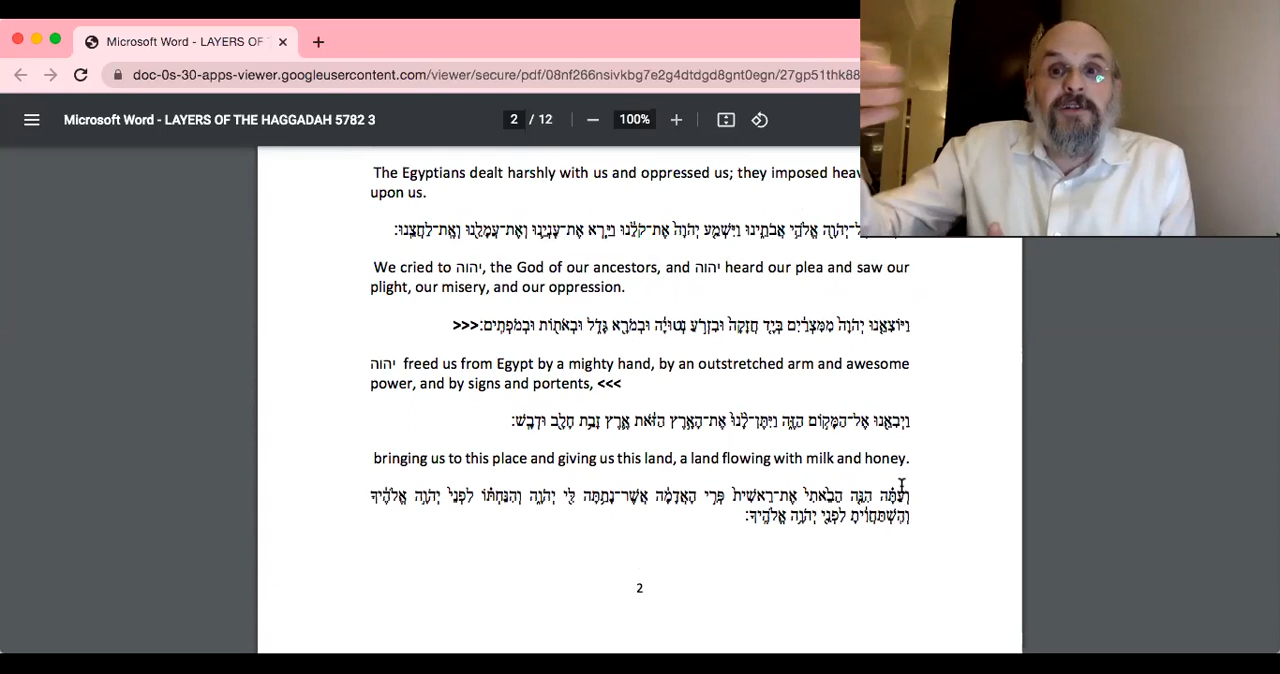 Microsoft Word - LAYERS OF
doc-0s-30-apps-viewer.googleusercontent.com/viewer/secure/pdf/08nf266nsivkbg7e2g4dtdgd8gnt0egn/27gp51thk88
Microsoft Word - LAYERS OF THE HAGGADAH 5782 3
2 / 12
100%
The Egyptians dealt harshly with us and oppressed us; they imposed
upon us.
יְהֹוָ֖ה אֱלֹהֵ֣י אֲבֹתֵ֑ינוּ וַיִּשְׁמַ֤ע יְהֹוָה֙ אֶת־קֹלֵ֔נוּ וַיַּ֧רְא אֶת־עׇנְיֵ֛נוּ וְאֶת־עֲמָלֵ֖נוּ וְאֶֽת־לַחֲצֵֽנוּ׃
We cried to יהוה, the God of our ancestors, and יהוה heard our plea and saw our
plight, our misery, and our oppression.
וַיּוֹצִאֵ֤נוּ יְהֹוָה֙ מִמִּצְרַ֔יִם בְּיָ֤ד חֲזָקָה֙ וּבִזְרֹ֣עַ נְטוּיָ֔ה וּבְמֹרָ֖א גָּדֹ֑ל וּבְאֹת֖וֹת וּבְמֹפְתִֽים׃>>>
יהוה freed us from Egypt by a mighty hand, by an outstretched arm and awesome
power, and by signs and portents, <<<
וַיְבִאֵ֖נוּ אֶל־הַמָּק֣וֹם הַזֶּ֑ה וַיִּתֶּן־לָ֙נוּ֙ אֶת־הָאָ֣רֶץ הַזֹּ֔את אֶ֛רֶץ זָבַ֥ת חָלָ֖ב וּדְבָֽשׁ׃
bringing us to this place and giving us this land, a land flowing with milk and honey.
וְעַתָּ֗ה הִנֵּ֤ה הֵבֵ֙אתִי֙ אֶת־רֵאשִׁית֙ פְּרִ֣י הָאֲדָמָ֔ה אֲשֶׁר־נָתַ֥תָּה לִּ֖י יְהֹוָ֑ה וְהִנַּחְתּ֗וֹ לִפְנֵי֙ יְהֹוָ֣ה אֱלֹהֶ֔יךָ
וְהִֽשְׁתַּחֲוִ֔יתָ לִפְנֵ֖י יְהֹוָ֥ה אֱלֹהֶֽיךָ׃
2